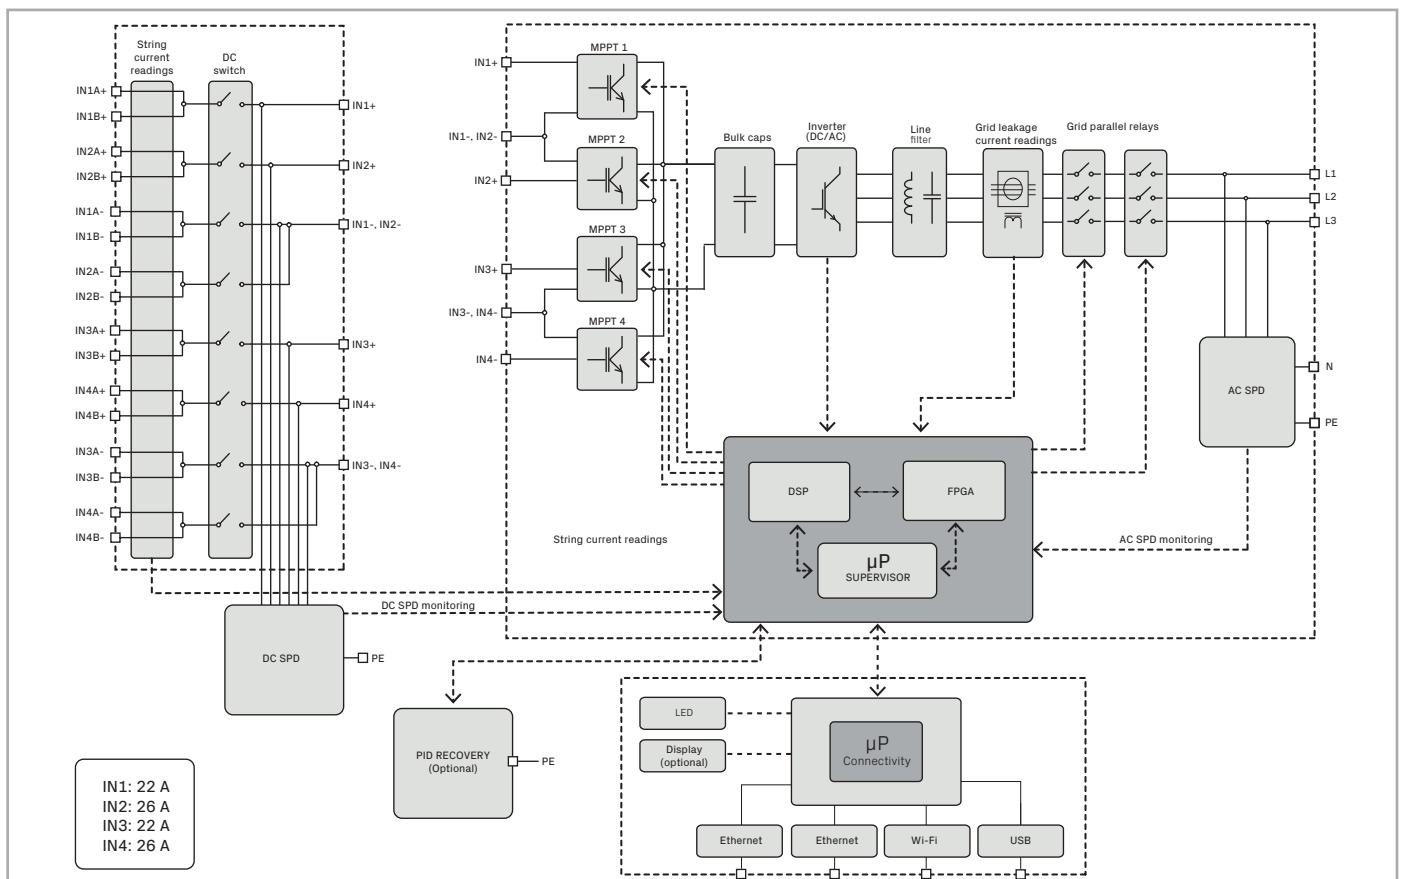 String
current
readings
DC
switch
IN1A+
IN1B+
IN2A+
IN2B+
IN1A-
IN1B-
IN2A-
IN2B-
IN3A+
IN3B+
IN4A+
IN4B+
IN3A-
IN3B-
IN4A-
IN4B-
IN1+
IN2+
IN1-, IN2-
IN3+
IN4+
IN3-, IN4-
DC SPD
PE
DC SPD monitoring
String current readings
IN1+
IN1-, IN2-
IN2+
IN3+
IN3-, IN4-
IN4-
MPPT 1
MPPT 2
MPPT 3
MPPT 4
Bulk caps
Inverter
(DC/AC)
Line
filter
Grid leakage
current readings
Grid parallel relays
L1
L2
L3
N
PE
AC SPD
AC SPD monitoring
DSP
FPGA
µP
SUPERVISOR
PID RECOVERY
(Optional)
PE
LED
Display
(optional)
µP
Connectivity
Ethernet
Ethernet
Wi-Fi
USB
IN1: 22 A
IN2: 26 A
IN3: 22 A
IN4: 26 A